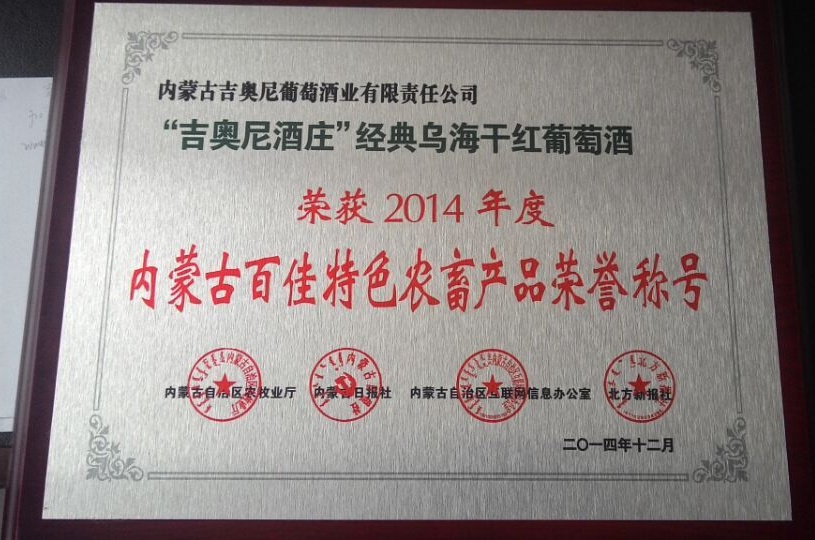 内蒙古吉奥尼葡萄酒业有限责任公司
“吉奥尼酒庄”经典乌海干红葡萄酒
荣获 2014 年度
内蒙古百佳特色农畜产品荣誉称号
内蒙古自治区农牧业厅 内蒙古日报社 内蒙古自治区互联网信息办公室 北方新报社
二〇一四年十二月